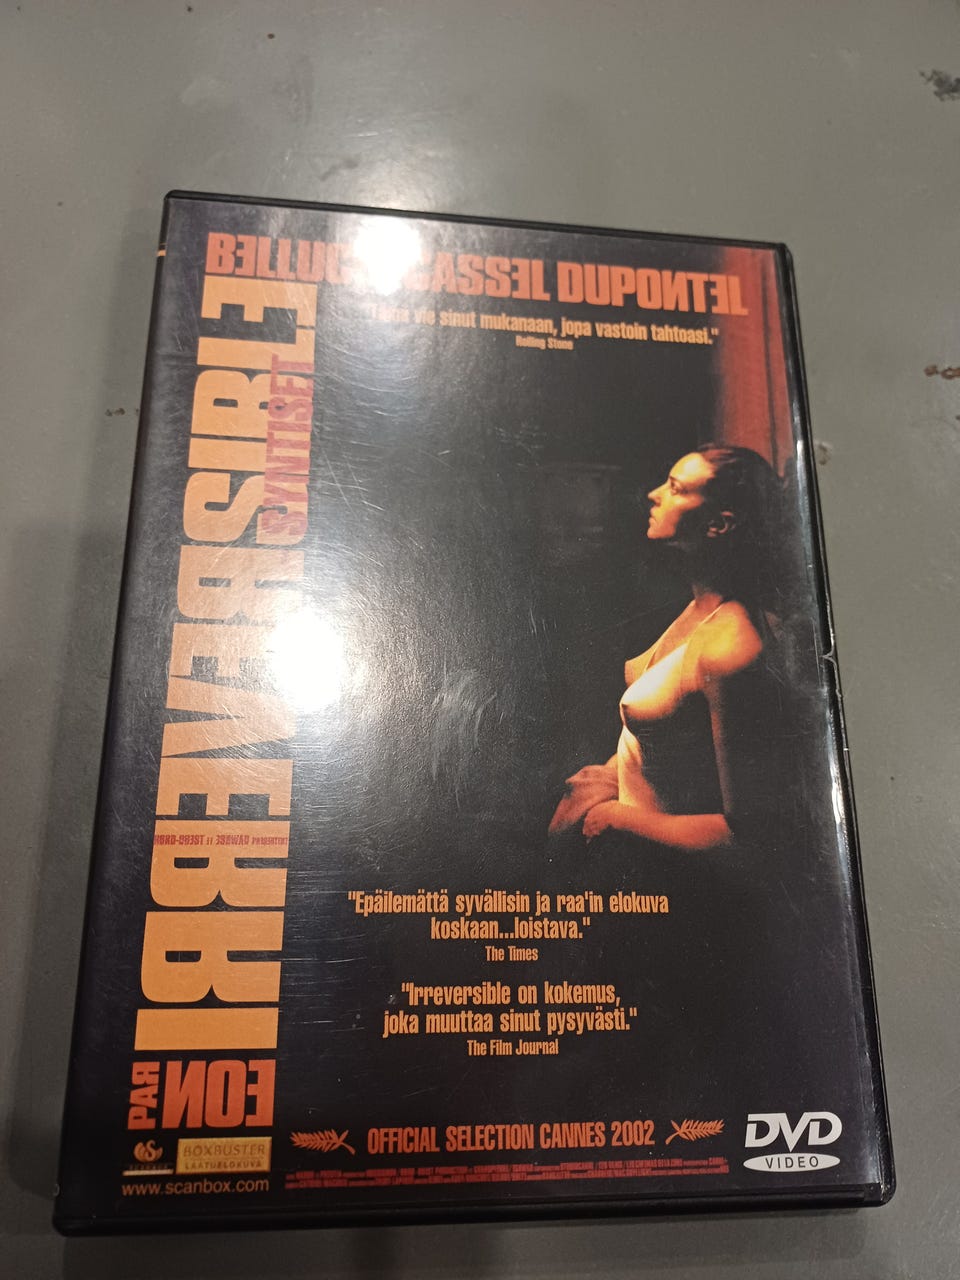 BELLUCCI CASSEL DUPONTEL
vie sinut mukanaan, jopa vastoin tahtoasi."
Rolling Stone
IRREVERSIBLE
SYNTISET
PAR NOE
"Epäilemättä syvällisin ja raa'in elokuva
koskaan...loistava."
The Times
"Irreversible on kokemus,
joka muuttaa sinut pysyvästi."
The Film Journal
OFFICIAL SELECTION CANNES 2002
DVD
VIDEO
BOXBUSTER
LAATUELOKUVA
www.scanbox.com